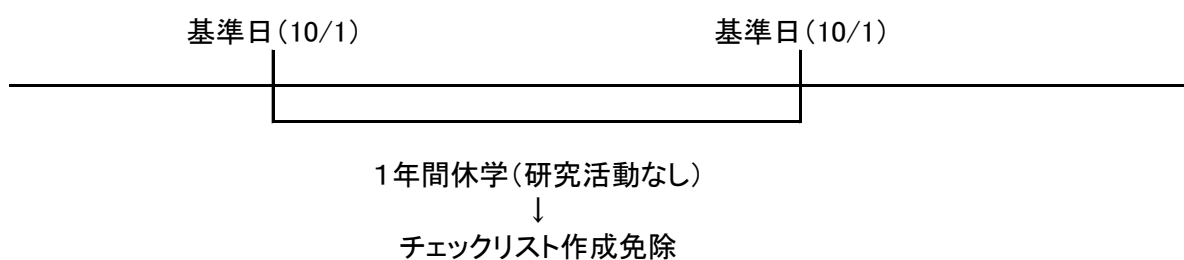 基準日（10/1） 基準日（10/1）
１年間休学（研究活動なし）
↓
チェックリスト作成免除